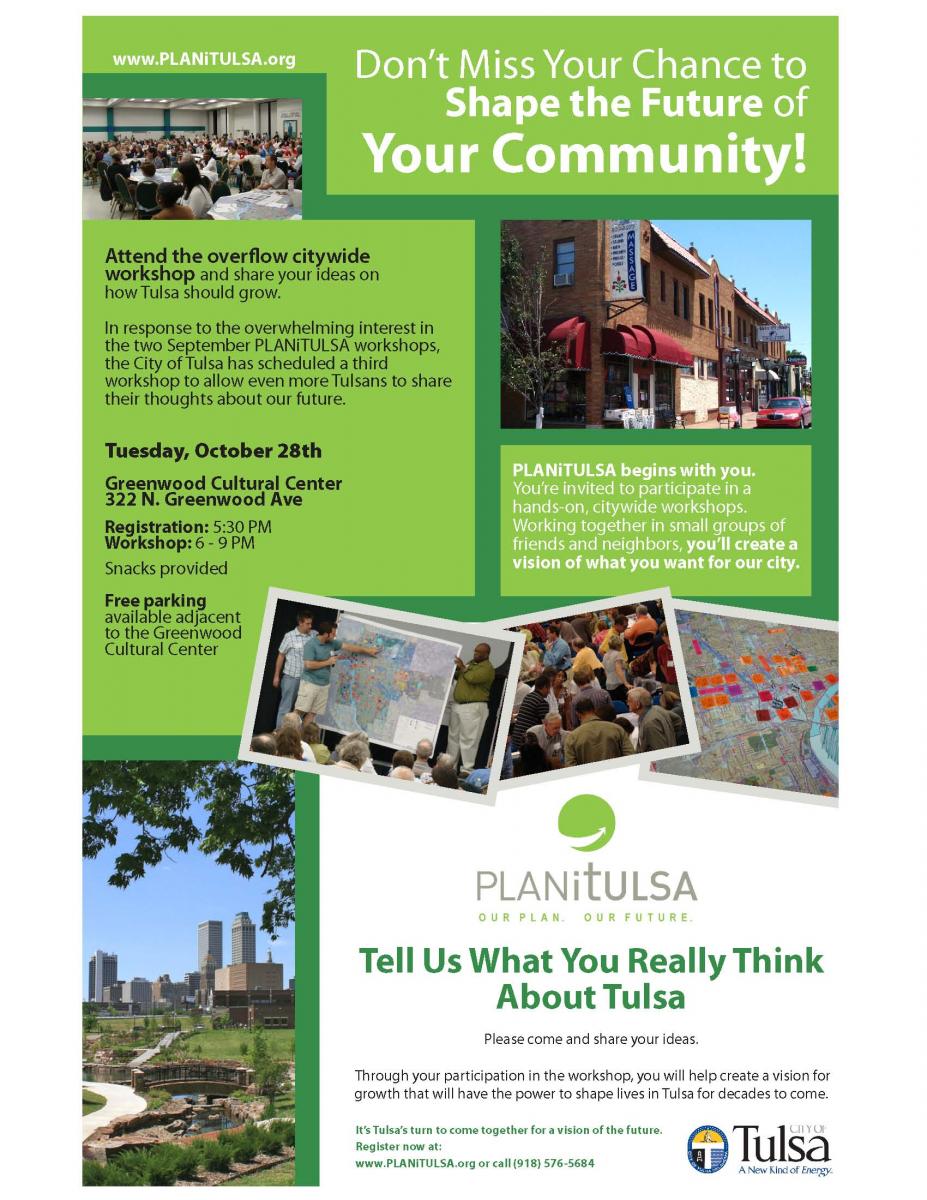 www.PLANiTULSA.org
Don't Miss Your Chance to
Shape the Future of
Your Community!
Attend the overflow citywide
workshop and share your ideas on
how Tulsa should grow.
In response to the overwhelming interest in
the two September PLANiTULSA workshops,
the City of Tulsa has scheduled a third
workshop to allow even more Tulsans to share
their thoughts about our future.
Tuesday, October 28th
Greenwood Cultural Center
322 N. Greenwood Ave
Registration: 5:30 PM
Workshop: 6 - 9 PM
Snacks provided
Free parking
available adjacent
to the Greenwood
Cultural Center
MASSAGE
PLANiTULSA begins with you.
You're invited to participate in a
hands-on, citywide workshops.
Working together in small groups of
friends and neighbors, you'll create a
vision of what you want for our city.
PLANiTULSA
OUR PLAN. OUR FUTURE.
Tell Us What You Really Think
About Tulsa
Please come and share your ideas.
Through your participation in the workshop, you will help create a vision for
growth that will have the power to shape lives in Tulsa for decades to come.
It's Tulsa's turn to come together for a vision of the future.
Register now at:
www.PLANiTULSA.org or call (918) 576-5684
CITY OF
Tulsa
A New Kind of Energy.